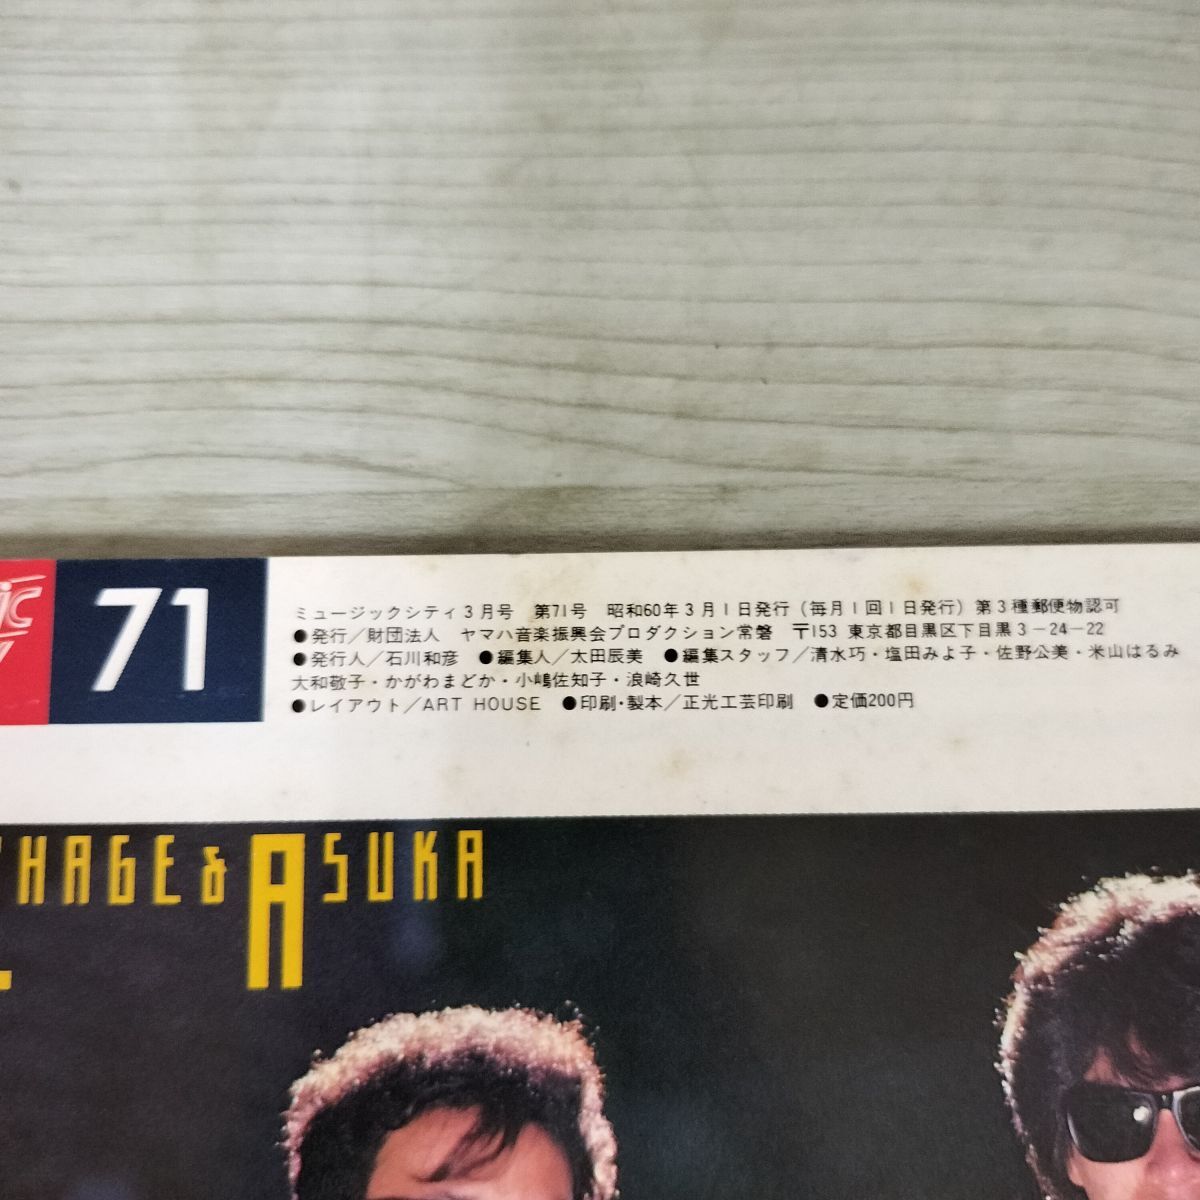 ic
71
ミュージックシティ3月号 第71号 昭和60年3月1日発行(毎月1回1日発行)第3種郵便物認可
●発行/財団法人 ヤマハ音楽振興会プロダクション常磐 〒153 東京都目黒区下目黒3-24-22
●発行人/石川和彦 ●編集人/太田辰美 ●編集スタッフ/清水巧・塩田みよ子・佐野公美・米山はるみ
大和敬子・かがわまどか・小嶋佐知子・浪崎久世
●レイアウト/ART HOUSE ●印刷・製本/正光工芸印刷 ●定価200円
HAGE & ASUKA